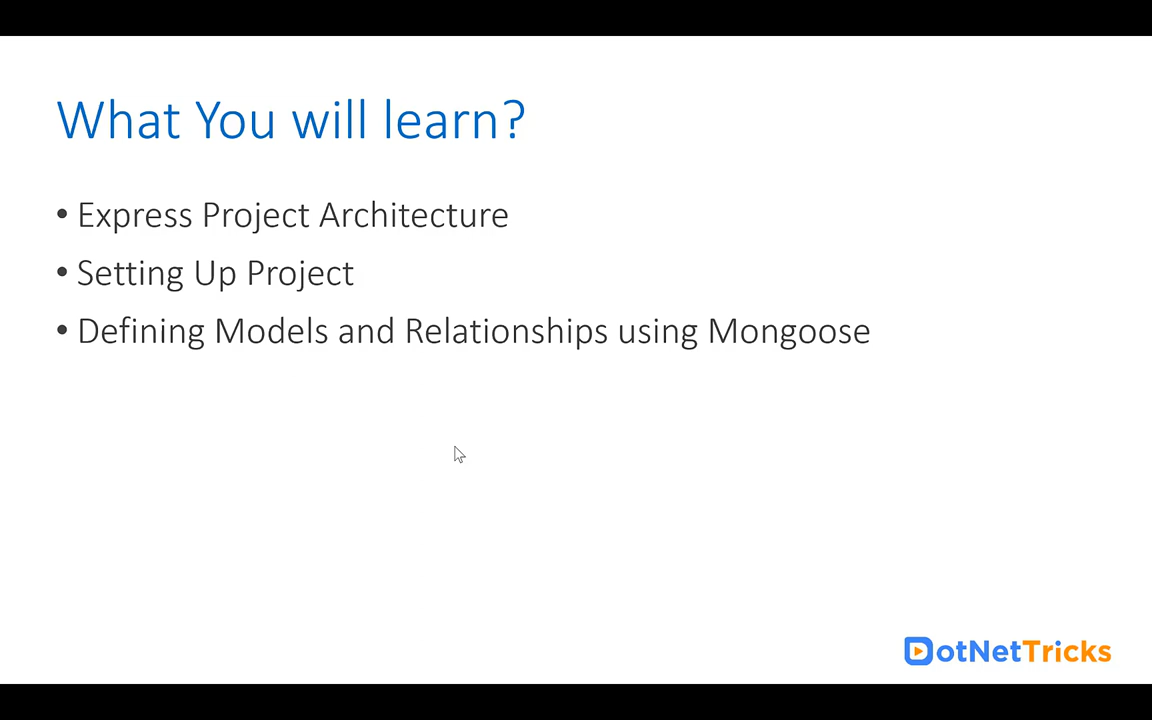 What You will learn?
• Express Project Architecture
• Setting Up Project
• Defining Models and Relationships using Mongoose
DotNetTricks